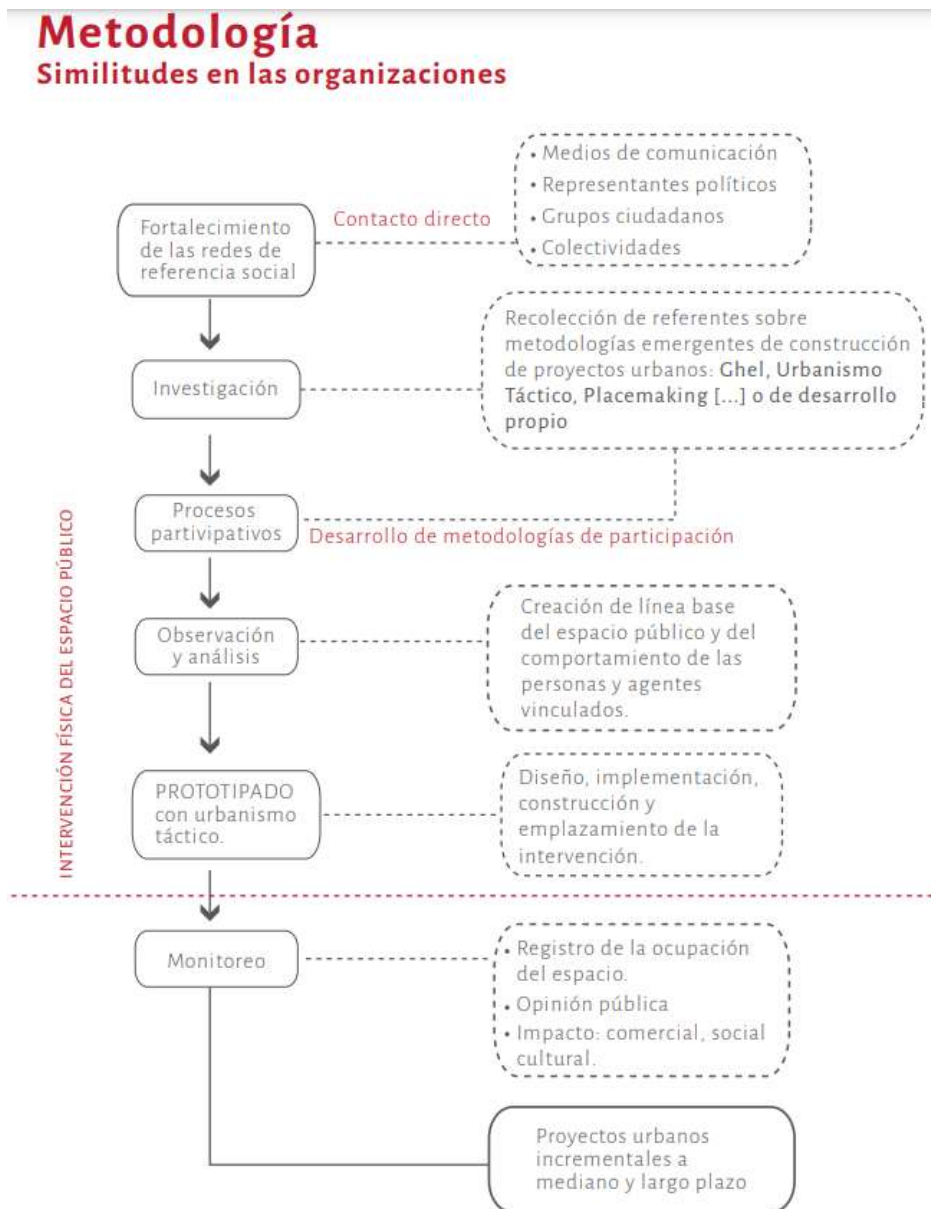 Metodología
Similitudes en las organizaciones
• Medios de comunicación
• Representantes políticos
• Grupos ciudadanos
• Colectividades
Contacto directo
Fortalecimiento
de las redes de
referencia social
Recolección de referentes sobre
metodologías emergentes de construcción
de proyectos urbanos: Ghel, Urbanismo
Táctico, Placemaking [...] o de desarrollo
propio
Investigación
Procesos
partivipativos
Desarrollo de metodologías de participación
INTERVENCIÓN FÍSICA DEL ESPACIO PÚBLICO
Observación
y análisis
Creación de línea base
del espacio público y del
comportamiento de las
personas y agentes
vinculados.
PROTOTIPADO
con urbanismo
táctico.
Diseño, implementación,
construcción y
emplazamiento de la
intervención.
Monitoreo
• Registro de la ocupación
del espacio.
• Opinión pública
• Impacto: comercial, social
cultural.
Proyectos urbanos
incrementales a
mediano y largo plazo